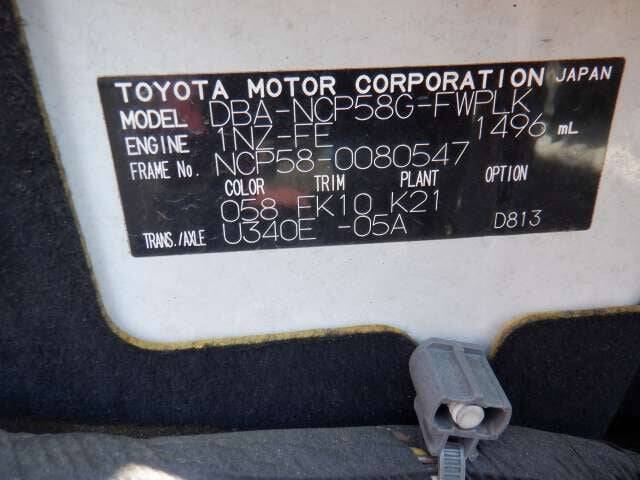 TOYOTA MOTOR CORPORATION JAPAN
MODEL DBA-NCP58G-FWPLK
ENGINE 1NZ-FE 1496 mL
FRAME No. NCP58-0080547
COLOR TRIM PLANT OPTION
058 FK10 K21
TRANS./AXLE U340E -05A D813